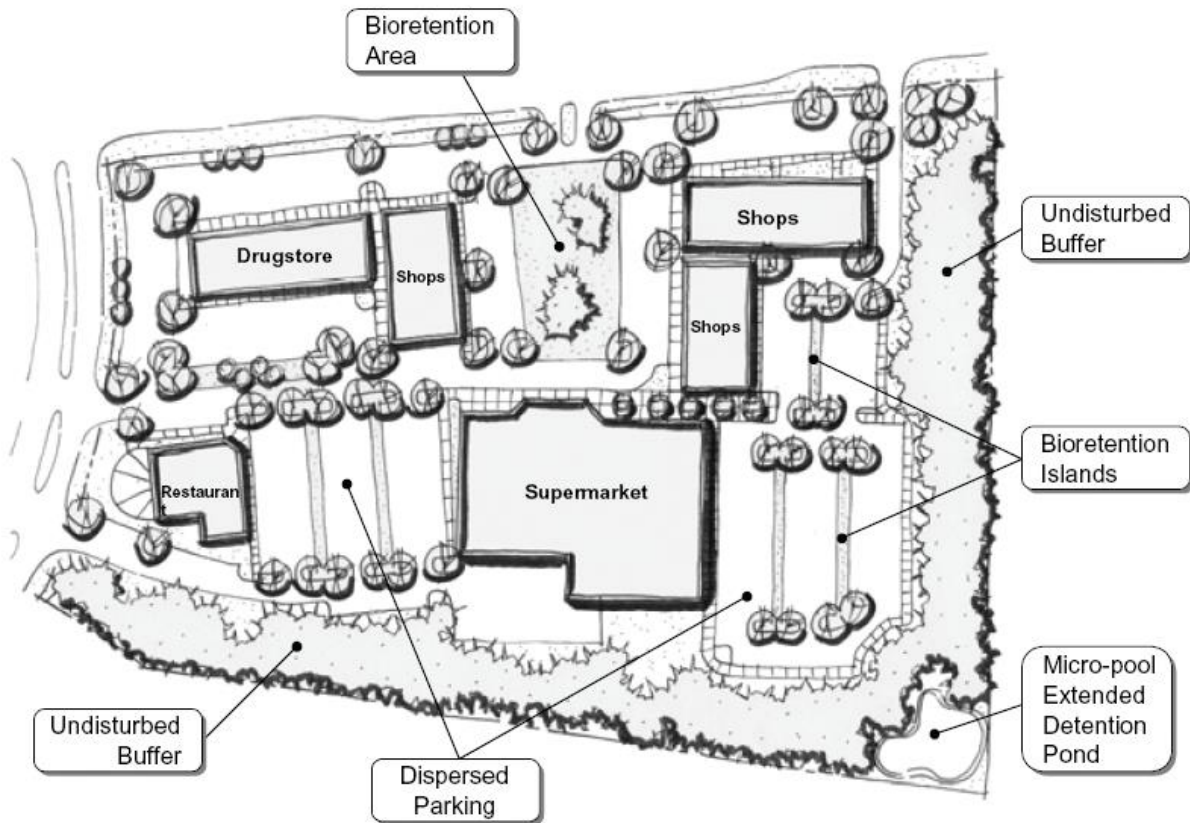 Bioretention
Area
Shops
Undisturbed
Buffer
Drugstore
Shops
Shops
Bioretention
Islands
Restauran
t
Supermarket
Micro-pool
Extended
Detention
Pond
Undisturbed
Buffer
Dispersed
Parking